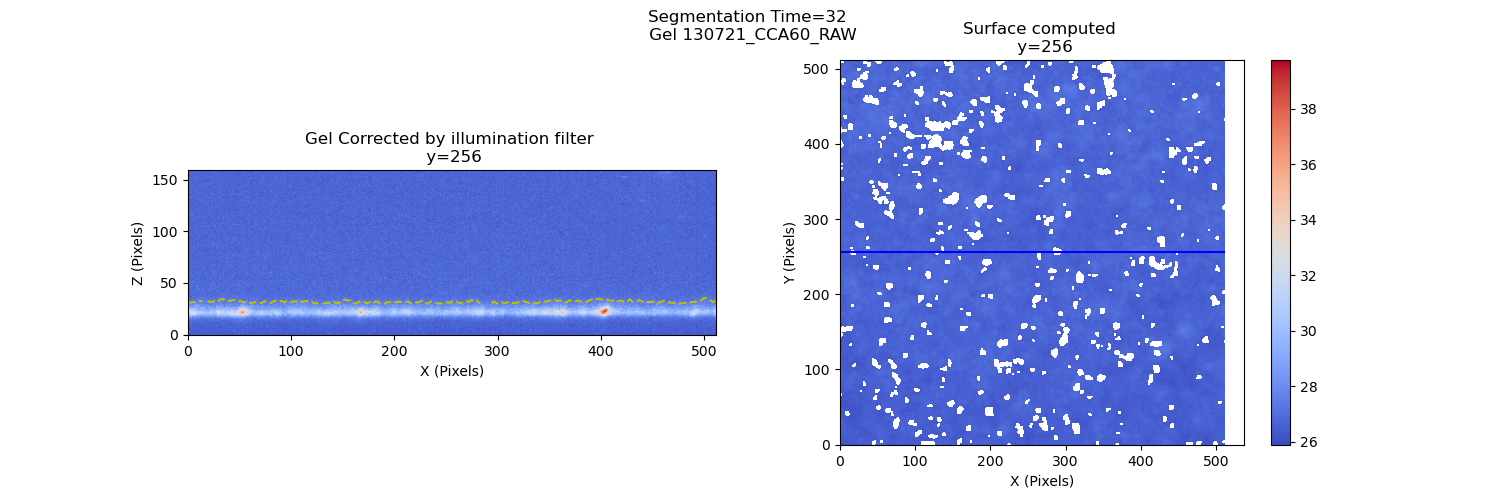 Segmentation Time=32
Gel 130721_CCA60_RAW
Gel Corrected by illumination filter
y=256
150
100
50
0
Z (Pixels)
0 100 200 300 400 500
X (Pixels)
Surface computed
y=256
500
400
300
200
100
0
Y (Pixels)
0 100 200 300 400 500
X (Pixels)
38
36
34
32
30
28
26